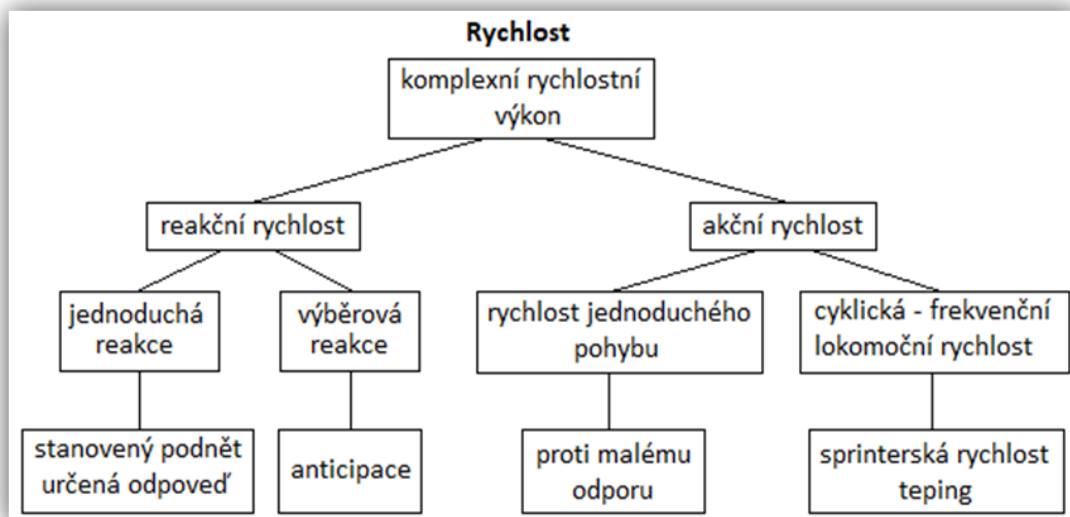 Rychlost
komplexní rychlostní
výkon
reakční rychlost
akční rychlost
jednoduchá
reakce
výběrová
reakce
rychlost jednoduchého
pohybu
cyklická - frekvenční
lokomoční rychlost
stanovený podnět
určená odpoveď
anticipace
proti malému
odporu
sprinterská rychlost
teping